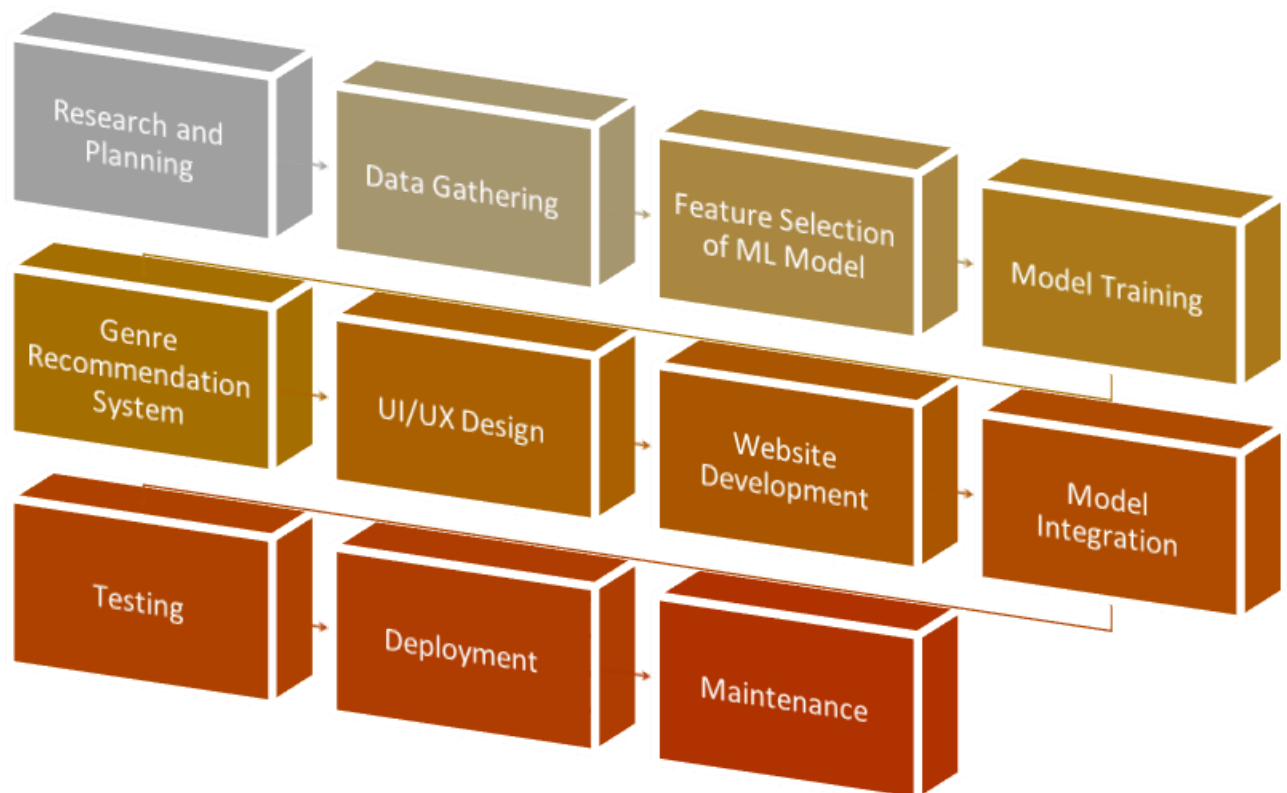 Research and
Planning
Data Gathering
Feature Selection
of ML Model
Model Training
Genre
Recommendation
System
UI/UX Design
Website
Development
Model
Integration
Testing
Deployment
Maintenance